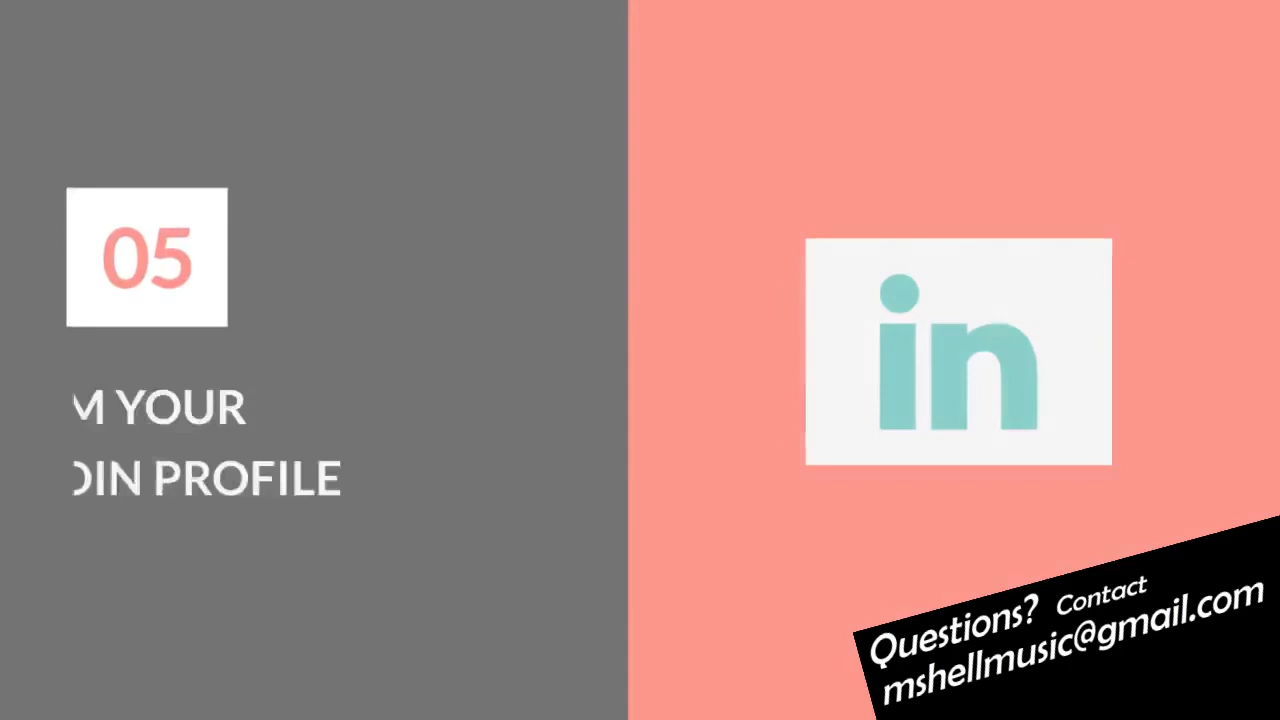 05
M YOUR
DIN PROFILE
in
Questions? Contact
mshellmusic@gmail.com